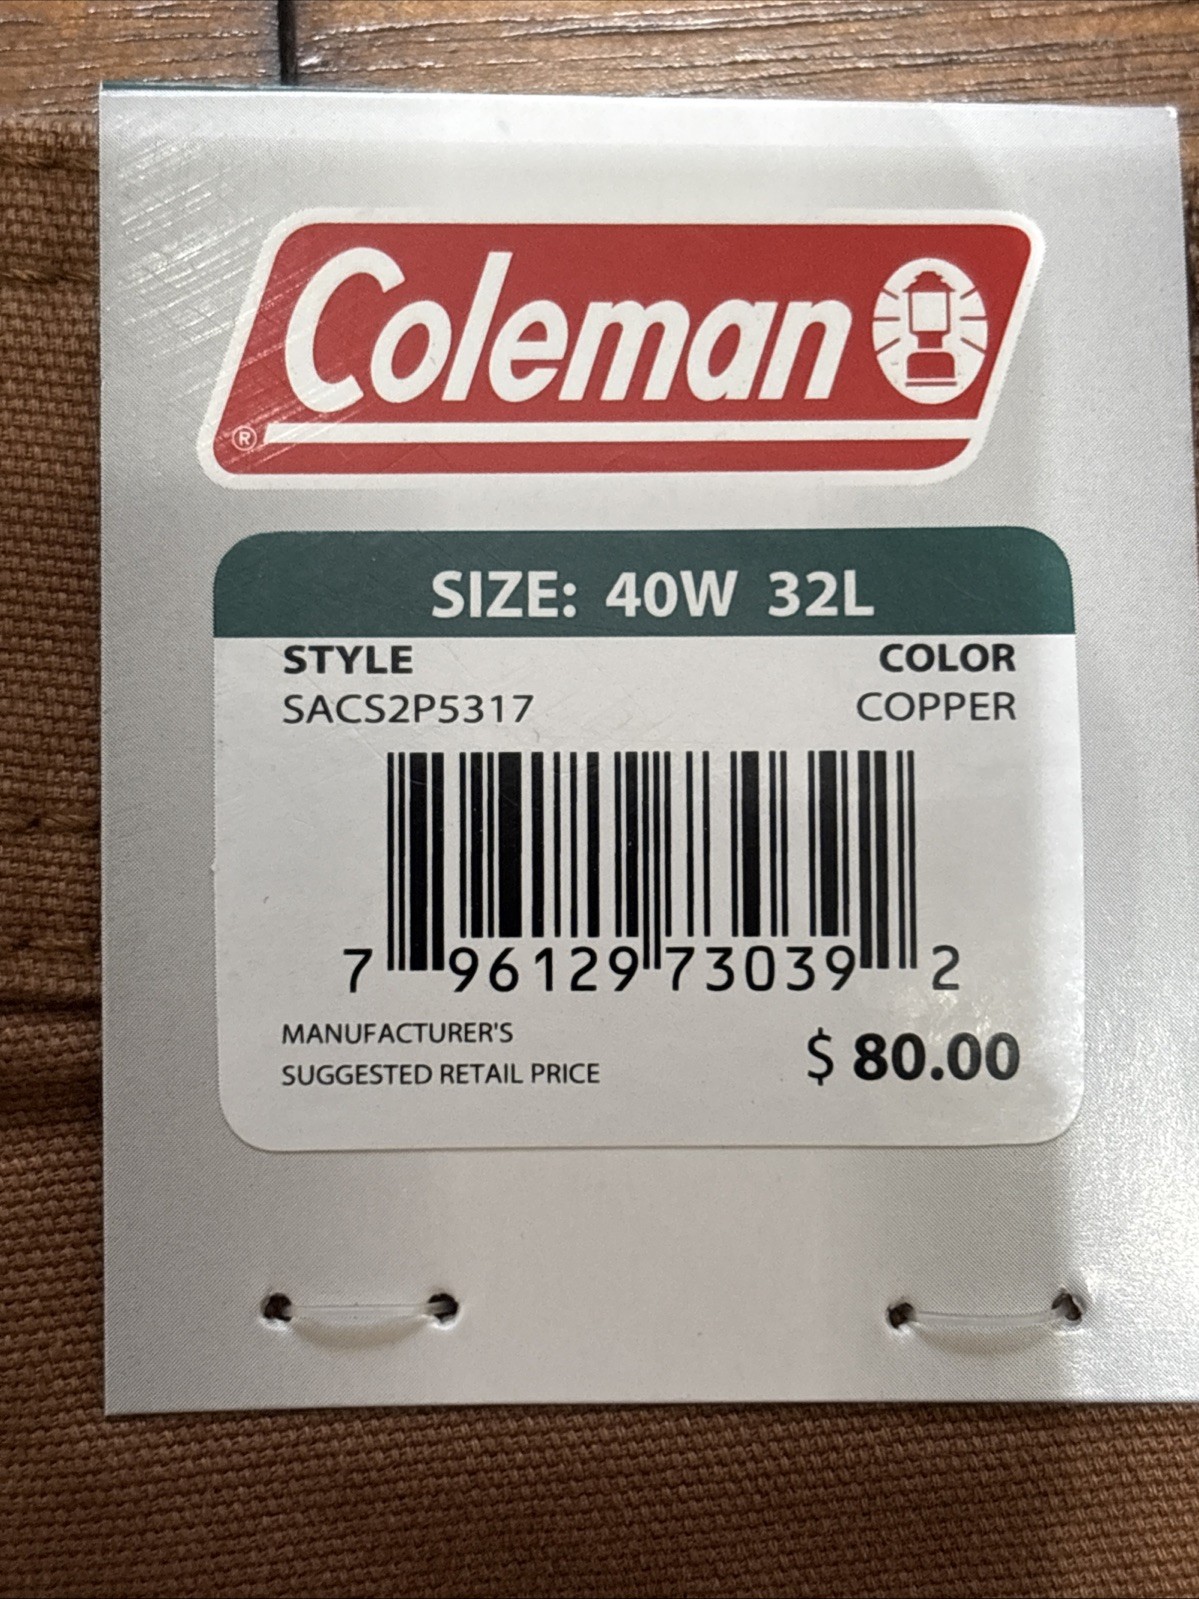 Coleman
®
SIZE: 40W 32L
STYLE COLOR
SACS2P5317 COPPER
7 96129 73039 2
MANUFACTURER'S
SUGGESTED RETAIL PRICE $ 80.00